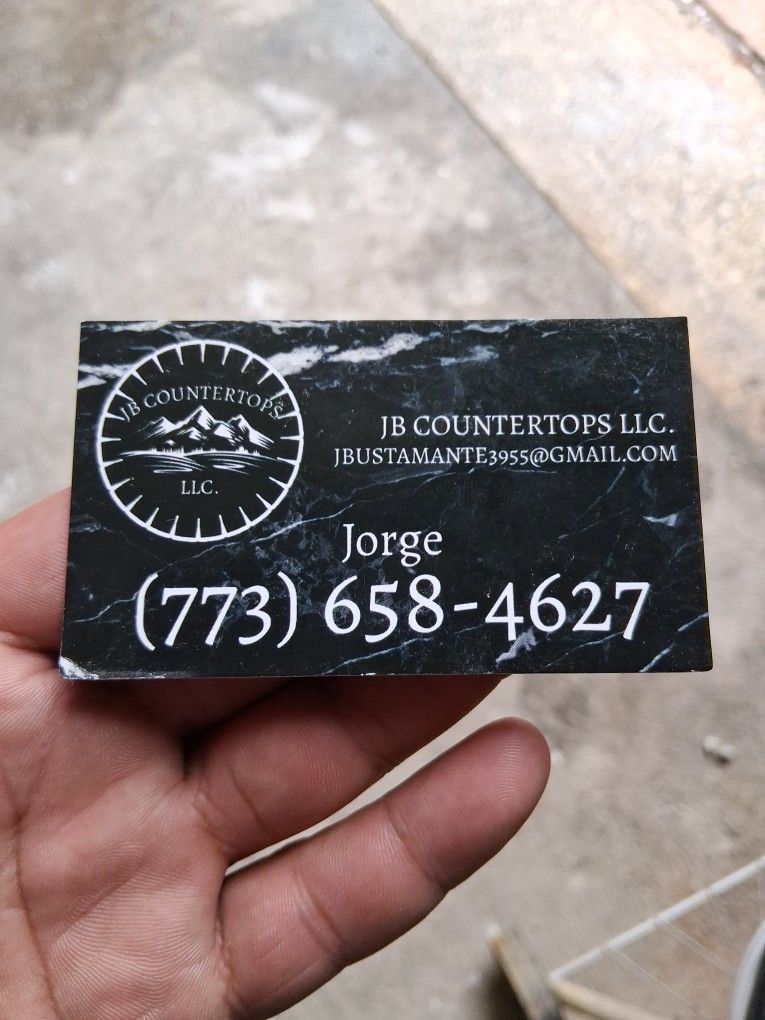 JB COUNTERTOPS
LLC.
JB COUNTERTOPS LLC.
JBUSTAMANTE3955@GMAIL.COM
Jorge
(773) 658-4627